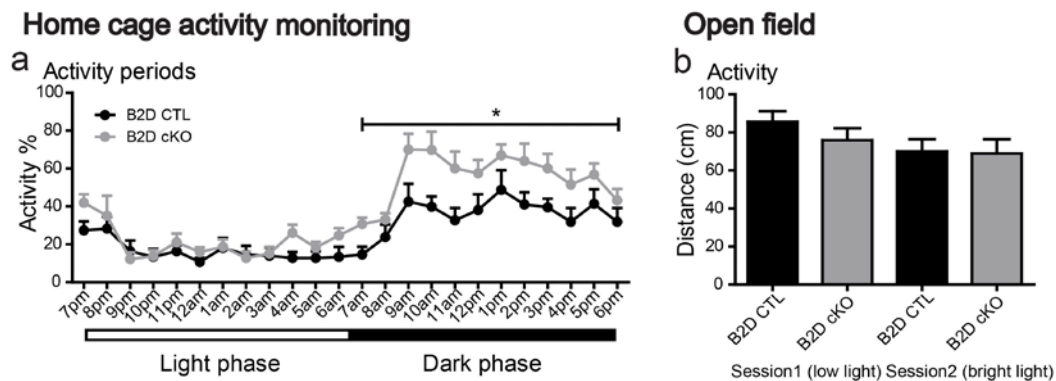 Home cage activity monitoring
Open field
a
Activity periods
100
80
60
40
20
0
Activity %
B2D CTL
B2D cKO
*
7pm
8pm
9pm
10pm
11pm
12am
1am
2am
3am
4am
5am
6am
7am
8am
9am
10am
11am
12pm
1pm
2pm
3pm
4pm
5pm
6pm
Light phase
Dark phase
b
Activity
100
80
60
40
20
0
Distance (cm)
B2D CTL
B2D cKO
B2D CTL
B2D cKO
Session1 (low light) Session2 (bright light)